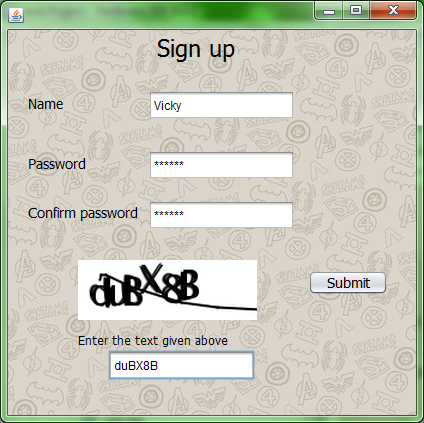 Sign up
Name
Vicky
Password
******
Confirm password
******
duBX8B
Submit
Enter the text given above
duBX8B